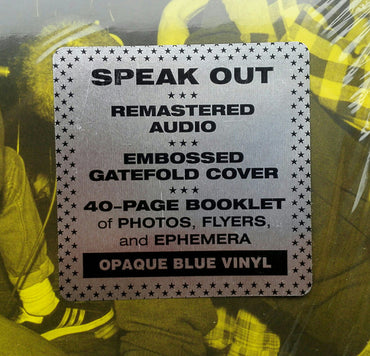 SPEAK OUT
★★★
REMASTERED
AUDIO
★★★
EMBOSSED
GATEFOLD COVER
★★★
40-PAGE BOOKLET
of PHOTOS, FLYERS,
and EPHEMERA
OPAQUE BLUE VINYL